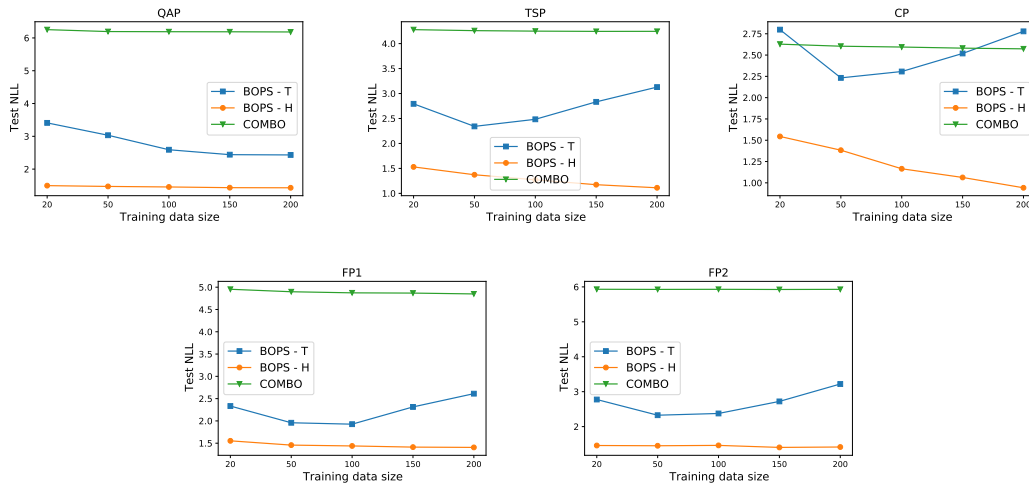 QAP
Test NLL
6
5
4
3
2
BOPS - T
BOPS - H
COMBO
20 50 100 150 200
Training data size
TSP
Test NLL
4.0
3.5
3.0
2.5
2.0
1.5
1.0
BOPS - T
BOPS - H
COMBO
20 50 100 150 200
Training data size
CP
Test NLL
2.75
2.50
2.25
2.00
1.75
1.50
1.25
1.00
BOPS - T
BOPS - H
COMBO
20 50 100 150 200
Training data size
FP1
Test NLL
5.0
4.5
4.0
3.5
3.0
2.5
2.0
1.5
BOPS - T
BOPS - H
COMBO
20 50 100 150 200
Training data size
FP2
Test NLL
6
5
4
3
2
BOPS - T
BOPS - H
COMBO
20 50 100 150 200
Training data size